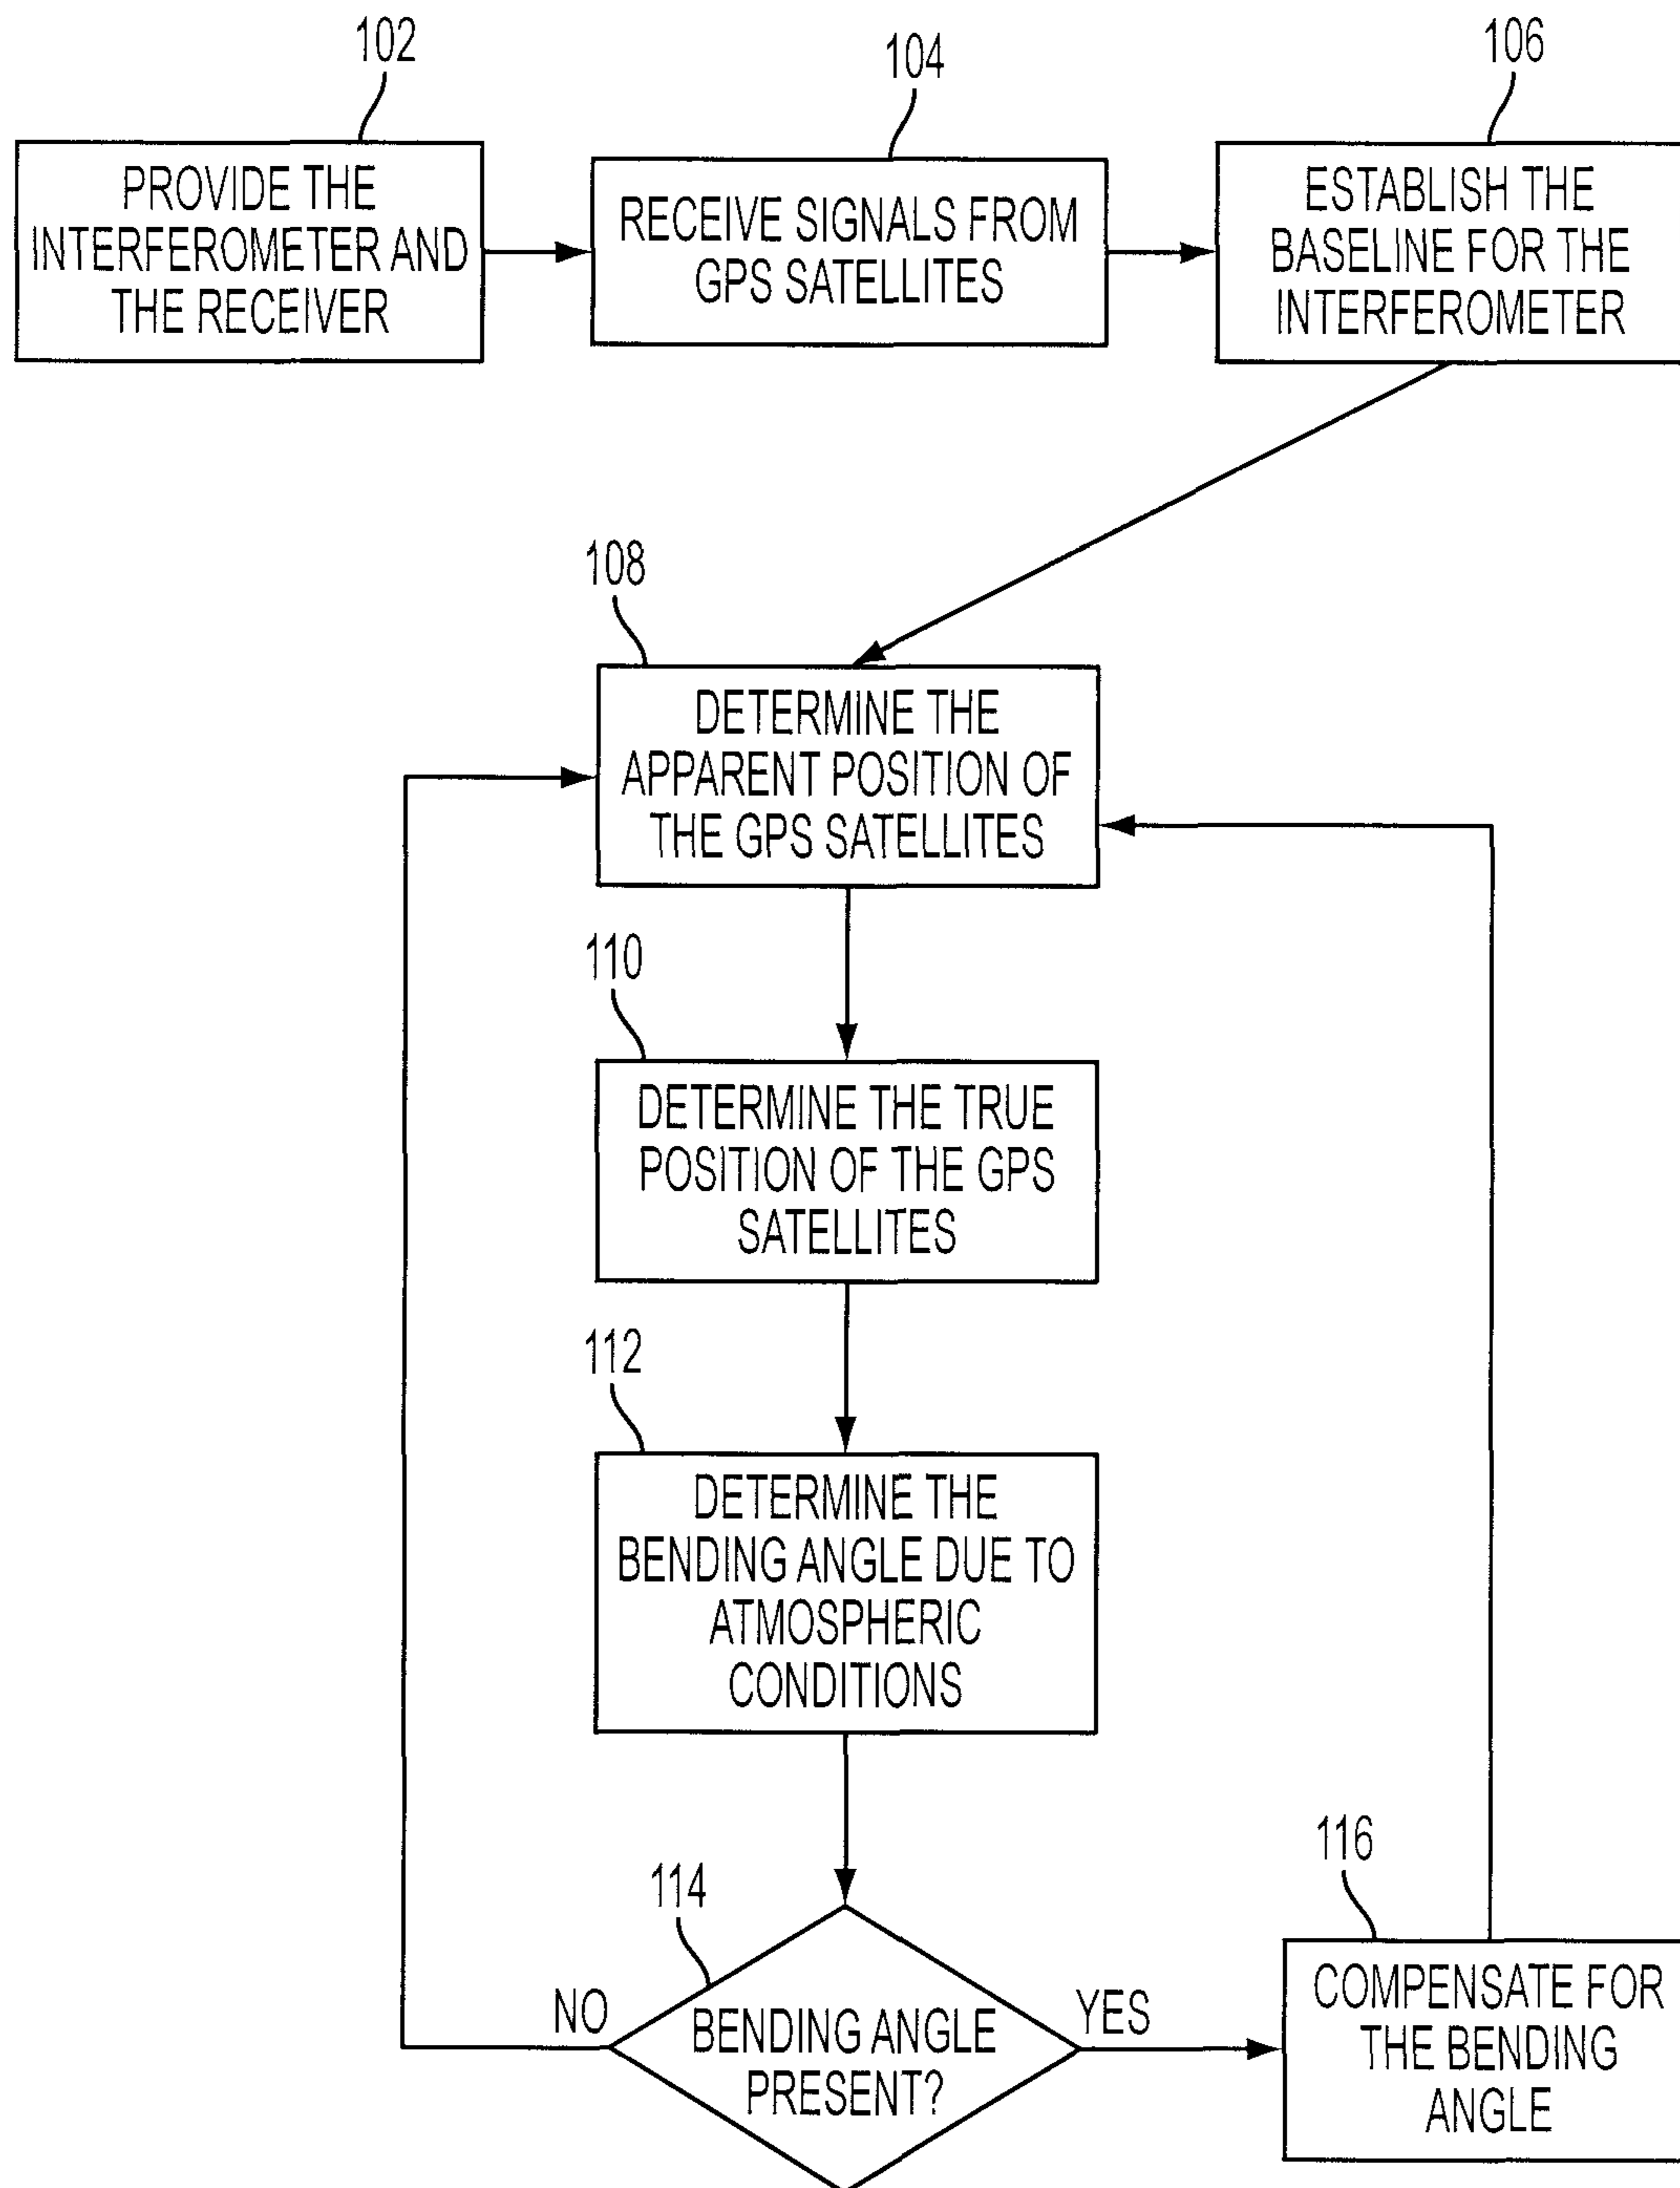 102
PROVIDE THE
INTERFEROMETER AND
THE RECEIVER
104
RECEIVE SIGNALS FROM
GPS SATELLITES
106
ESTABLISH THE
BASELINE FOR THE
INTERFEROMETER
108
DETERMINE THE
APPARENT POSITION OF
THE GPS SATELLITES
110
DETERMINE THE TRUE
POSITION OF THE GPS
SATELLITES
112
DETERMINE THE
BENDING ANGLE DUE TO
ATMOSPHERIC
CONDITIONS
114
BENDING ANGLE
PRESENT?
NO
YES
116
COMPENSATE FOR
THE BENDING
ANGLE